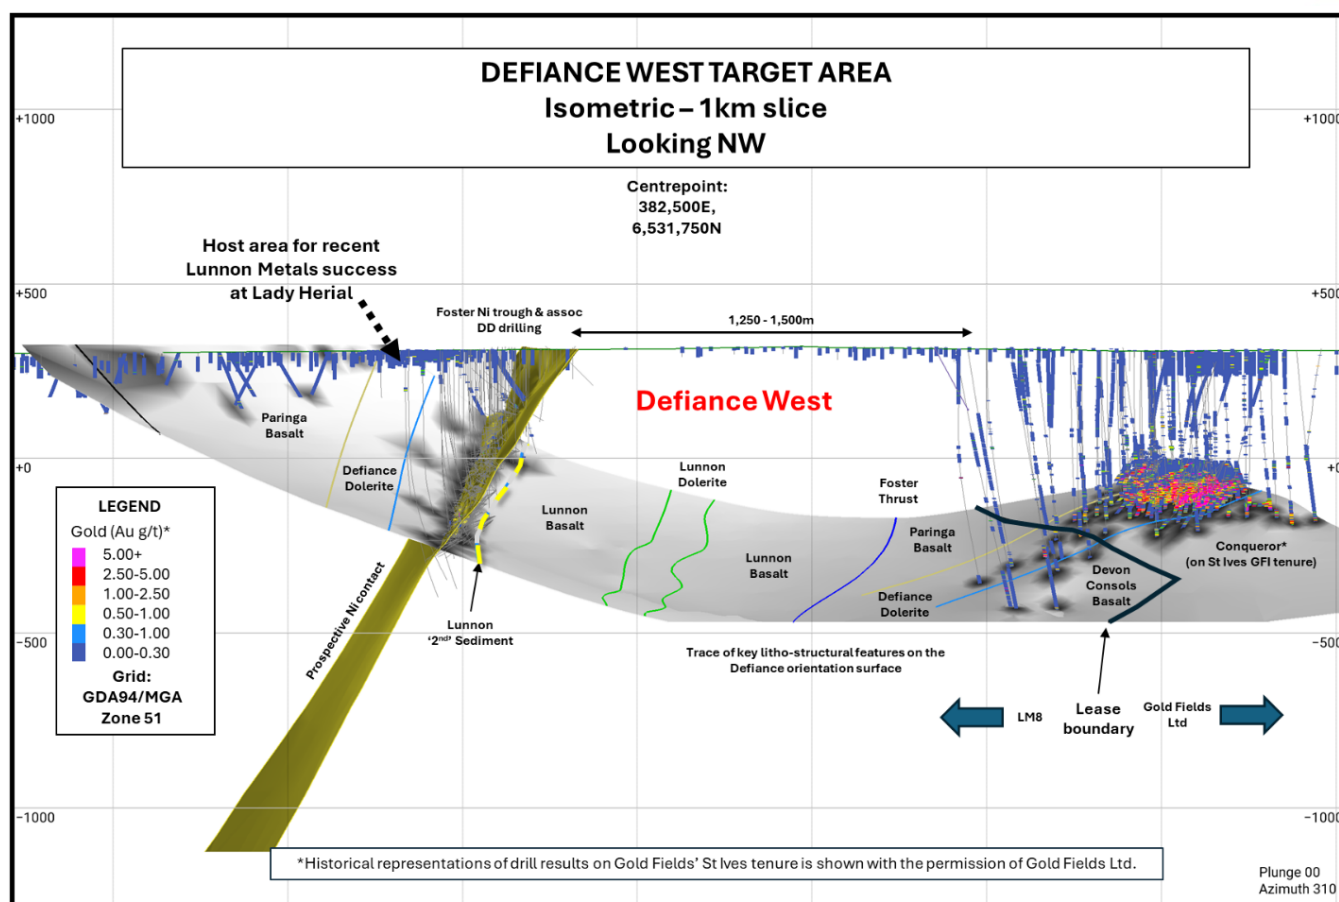 DEFIANCE WEST TARGET AREA
Isometric – 1km slice
Looking NW
+1000
+1000
Centrepoint:
382,500E,
6,531,750N
Host area for recent
Lunnon Metals success
at Lady Herial
+500
+500
Foster Ni trough & assoc
DD drilling
1,250 - 1,500m
Defiance West
Paringa
Basalt
Defiance
Dolerite
+0
+0
Lunnon
Basalt
Lunnon
Dolerite
Foster
Thrust
Lunnon
Basalt
Paringa
Basalt
Defiance
Dolerite
Devon
Consols
Basalt
Conqueror*
(on St Ives GFI tenure)
LEGEND
Gold (Au g/t)*
5.00+
2.50-5.00
1.00-2.50
0.50-1.00
0.30-1.00
0.00-0.30
Grid:
GDA94/MGA
Zone 51
Prospective Ni contact
Lunnon
‘2nd’ Sediment
−500
−500
Trace of key litho-structural features on the
Defiance orientation surface
LM8
Lease
boundary
Gold Fields
Ltd
−1000
−1000
*Historical representations of drill results on Gold Fields’ St Ives tenure is shown with the permission of Gold Fields Ltd.
Plunge 00
Azimuth 310